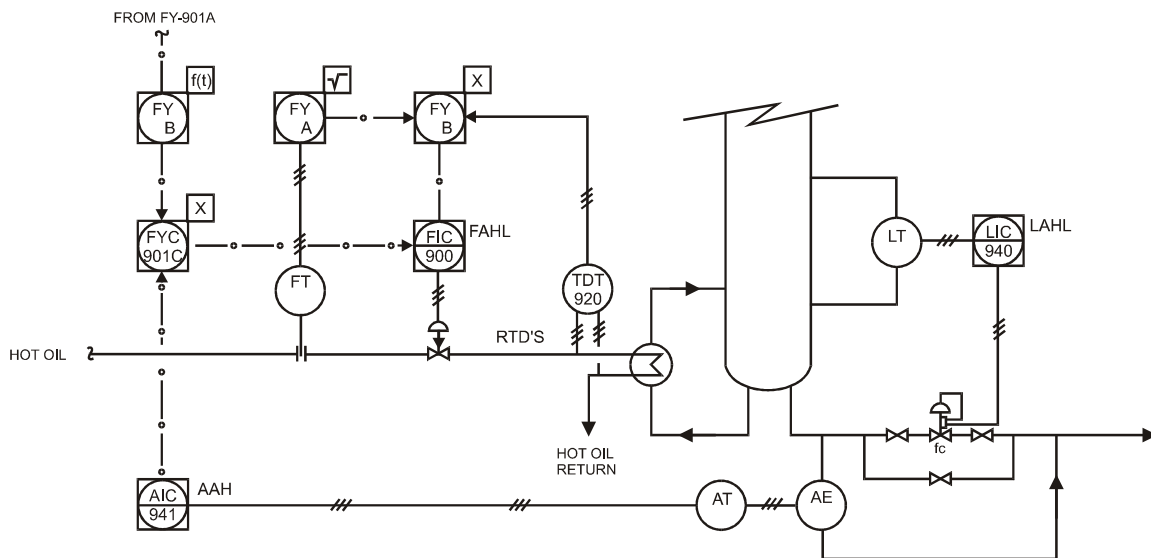 FROM FY-901A
f(t)
√
X
FY
B
FY
A
FY
B
X
FYC
901C
FIC
900
FAHL
LT
LIC
940
LAHL
FT
TDT
920
RTD'S
HOT OIL
HOT OIL
RETURN
fc
AIC
941
AAH
AT
AE